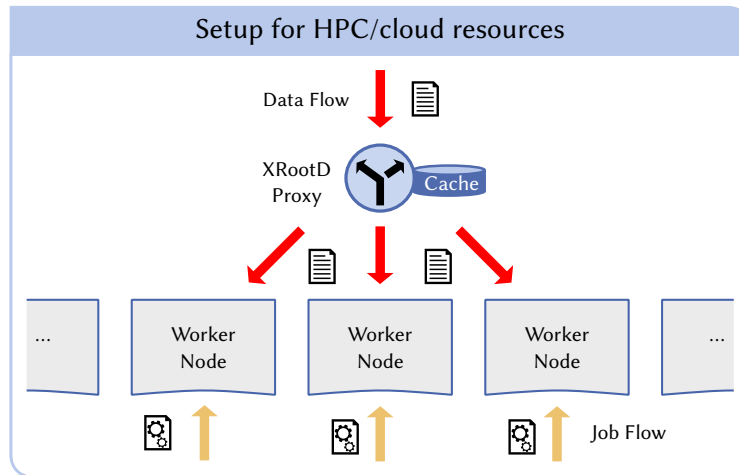 Setup for HPC/cloud resources
Data Flow
XRootD
Proxy
Cache
...
Worker
Node
Worker
Node
Worker
Node
...
Job Flow